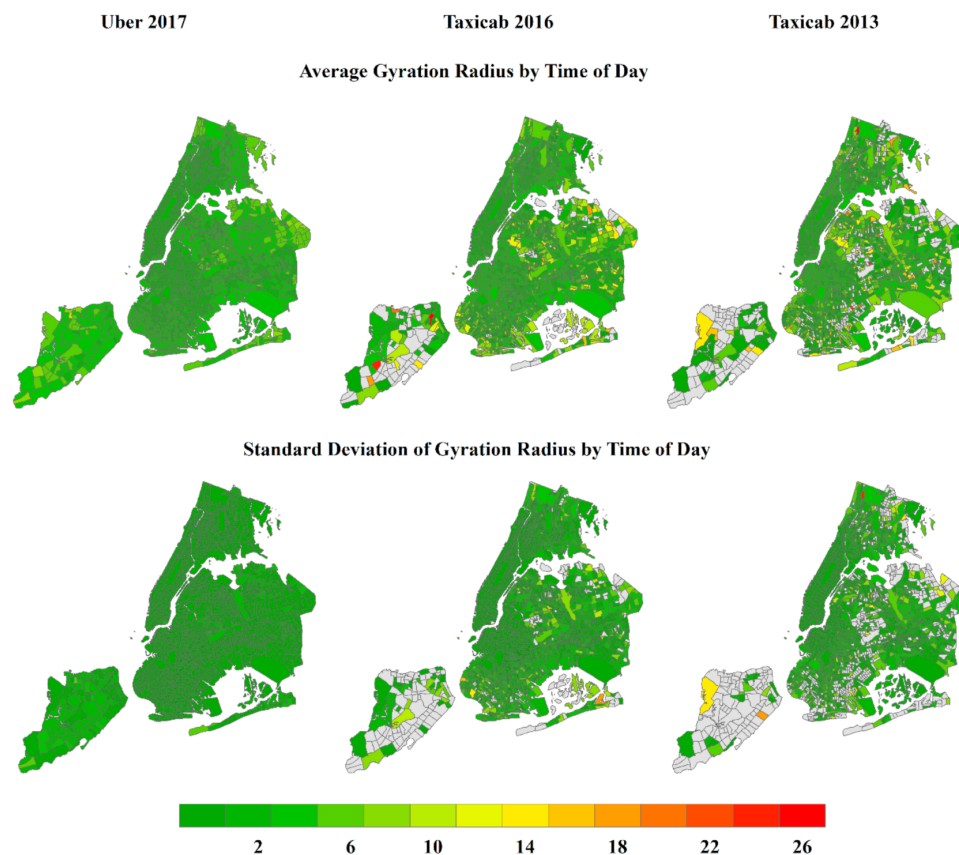 Uber 2017 Taxicab 2016 Taxicab 2013
Average Gyration Radius by Time of Day
Standard Deviation of Gyration Radius by Time of Day
2 6 10 14 18 22 26